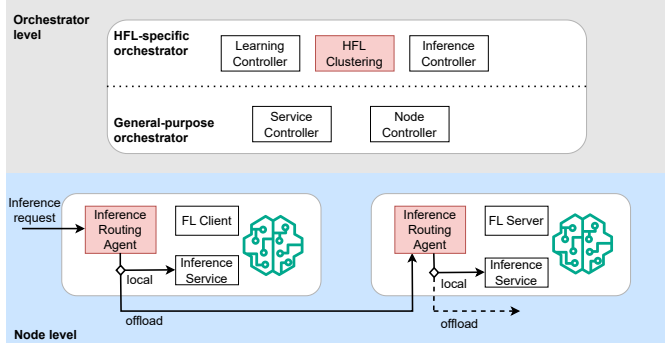 Orchestrator
level
HFL-specific
orchestrator
Learning
Controller
HFL
Clustering
Inference
Controller
General-purpose
orchestrator
Service
Controller
Node
Controller
Inference
request
Inference
Routing
Agent
FL Client
Inference
Service
local
offload
Inference
Routing
Agent
FL Server
Inference
Service
local
offload
Node level